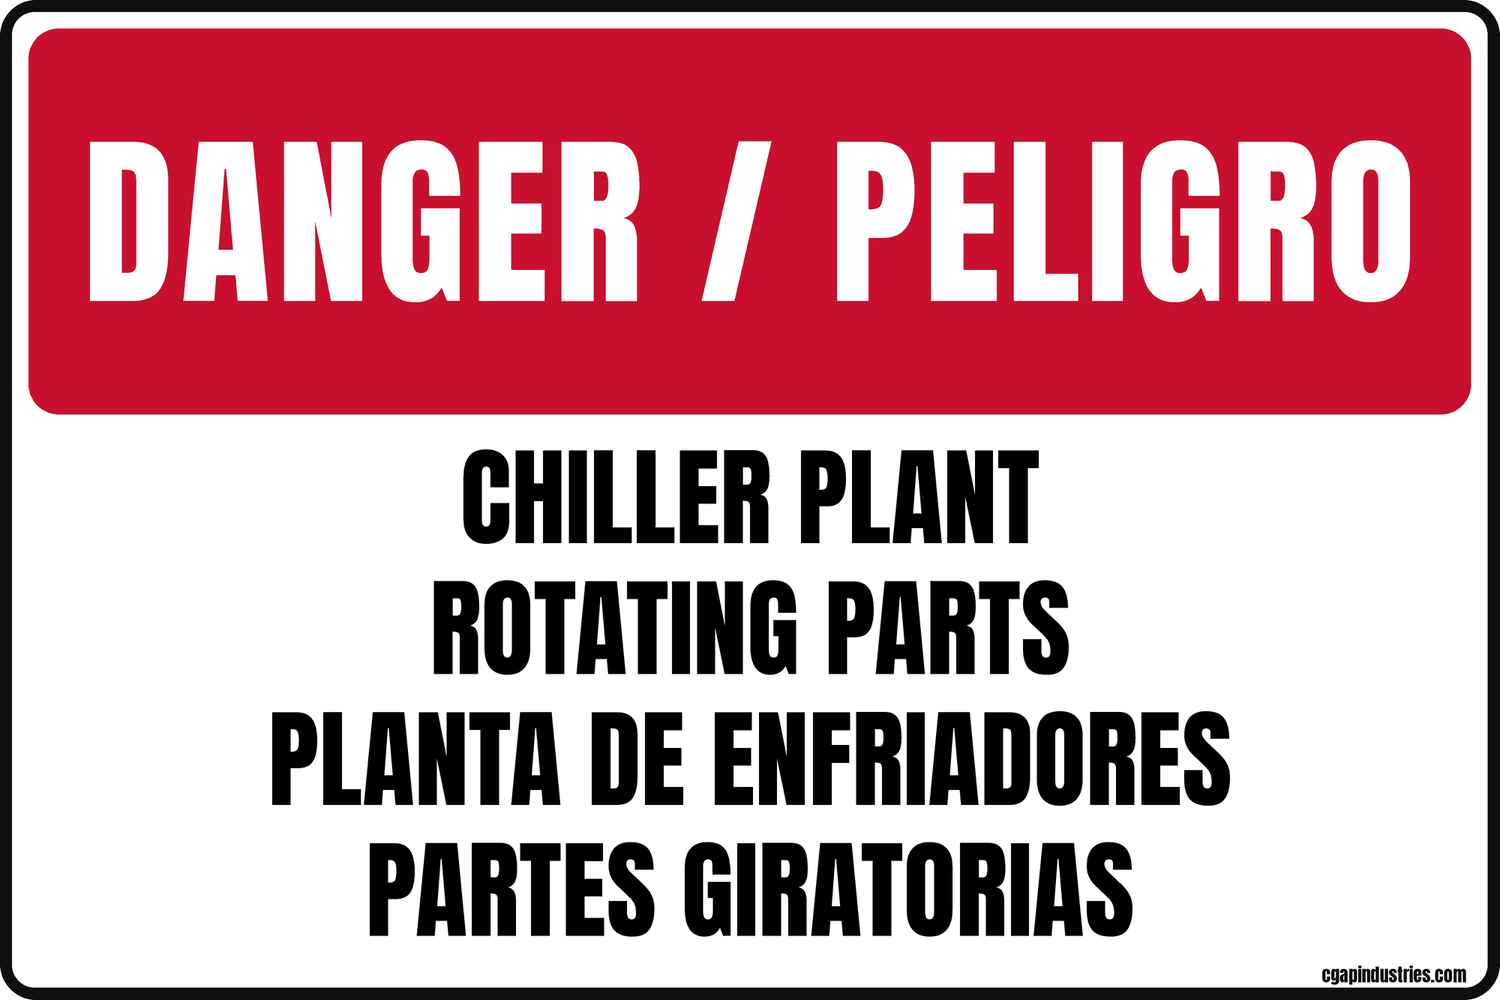 DANGER / PELIGRO
CHILLER PLANT
ROTATING PARTS
PLANTA DE ENFRIADORES
PARTES GIRATORIAS
cgapindustries.com